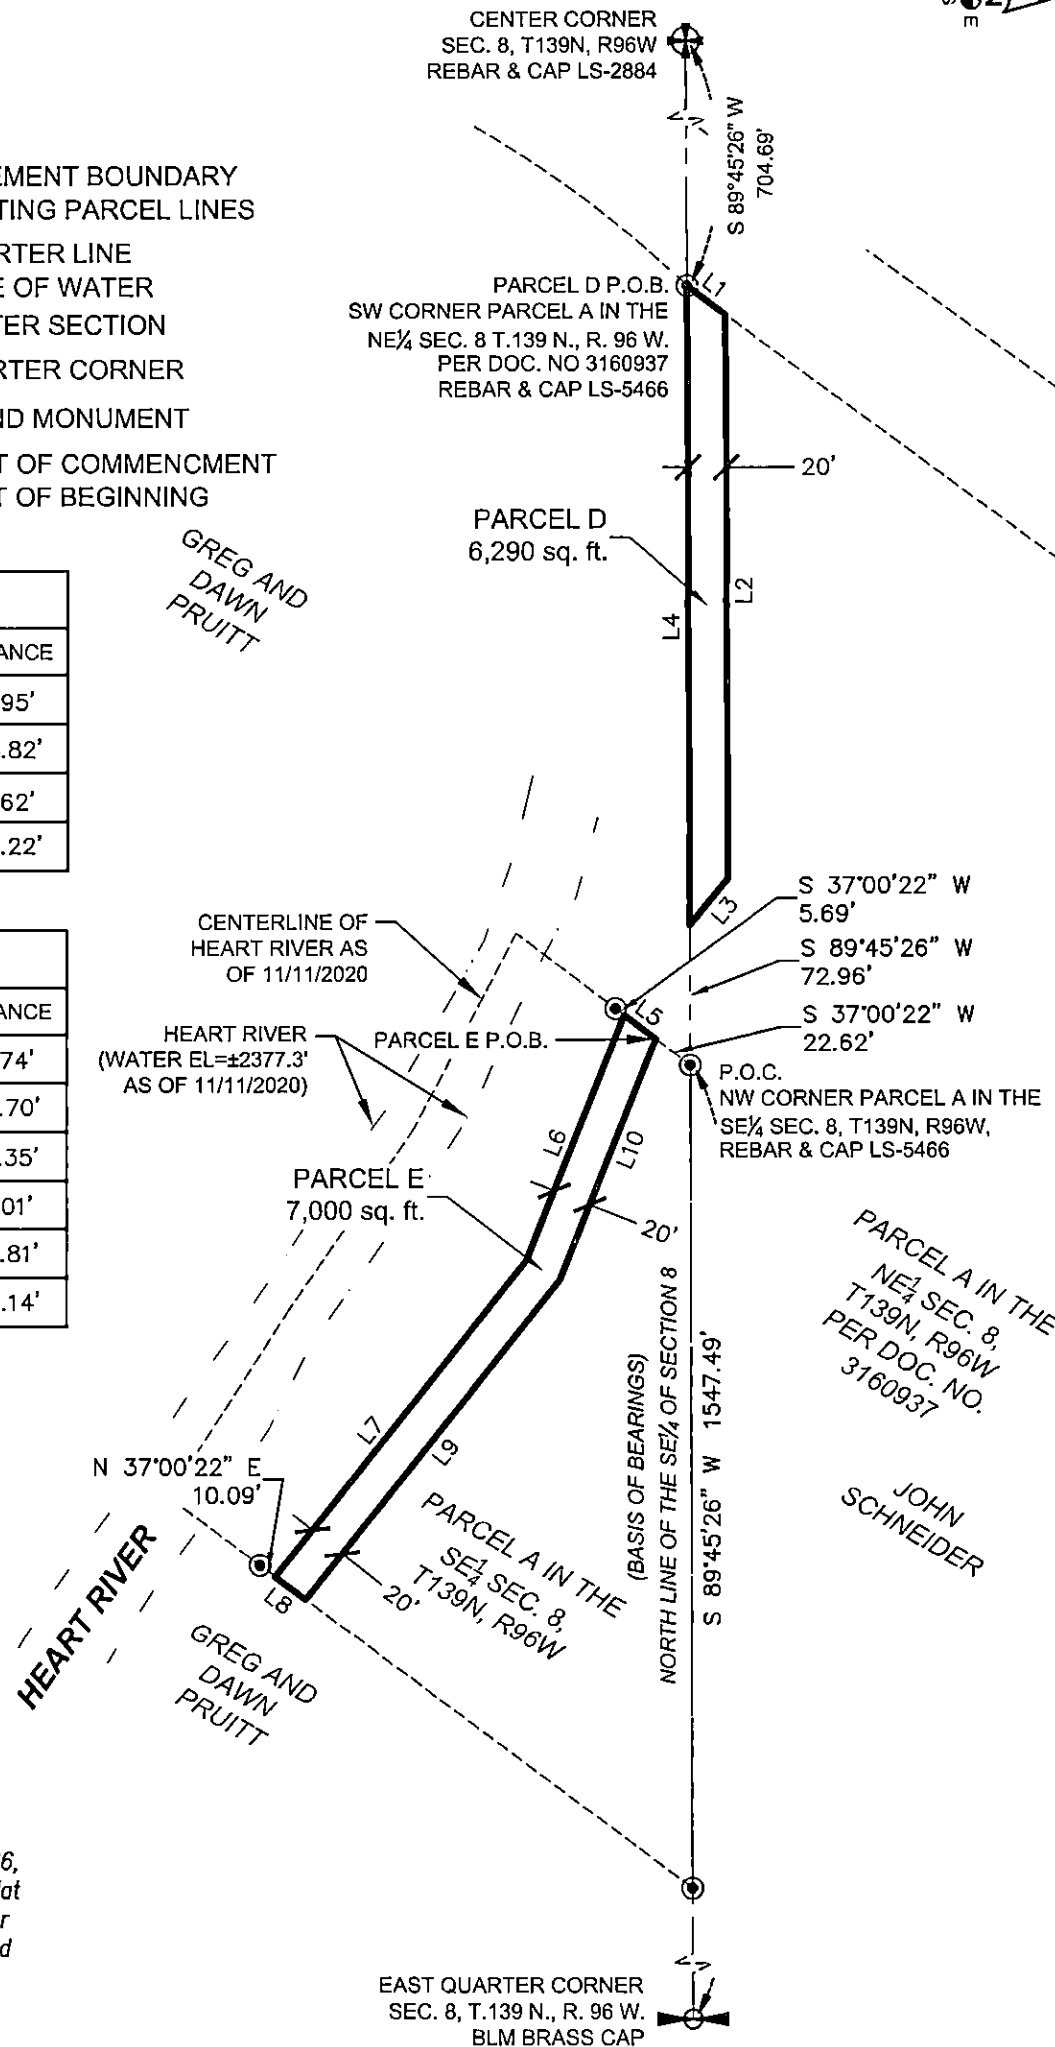 CENTER CORNER
SEC. 8, T139N, R96W
REBAR & CAP LS-2884
S
m
S 89°45'26" W
704.69'
EMENT BOUNDARY
TING PARCEL LINES
RTER LINE
E OF WATER
TER SECTION
RTER CORNER
ND MONUMENT
T OF COMMENCMENT
T OF BEGINNING
PARCEL D P.O.B.
SW CORNER PARCEL A IN THE
NE¼ SEC. 8 T.139 N., R. 96 W.
PER DOC. NO 3160937
REBAR & CAP LS-5466
L1
20'
PARCEL D
6,290 sq. ft.
L4
L2
L3
GREG AND
DAWN
PRUITT
ANCE
95'
.82'
62'
.22'
ANCE
74'
.70'
.35'
01'
.81'
.14'
CENTERLINE OF
HEART RIVER AS
OF 11/11/2020
HEART RIVER
(WATER EL=±2377.3'
AS OF 11/11/2020)
S 37°00'22" W
5.69'
S 89°45'26" W
72.96'
S 37°00'22" W
22.62'
L5
PARCEL E P.O.B.
P.O.C.
NW CORNER PARCEL A IN THE
SE¼ SEC. 8, T139N, R96W,
REBAR & CAP LS-5466
L6
L10
PARCEL E
7,000 sq. ft.
20'
PARCEL A IN THE
NE¼ SEC. 8,
T139N, R96W
PER DOC. NO.
3160937
(BASIS OF BEARINGS)
NORTH LINE OF THE SE¼ OF SECTION 8
S 89°45'26" W 1547.49'
L7
L9
N 37°00'22" E
10.09'
PARCEL A IN THE
SE¼ SEC. 8,
T139N, R96W
JOHN
SCHNEIDER
L8
20'
HEART RIVER
GREG AND
DAWN
PRUITT
6,
lat
r
d
EAST QUARTER CORNER
SEC. 8, T.139 N., R. 96 W.
BLM BRASS CAP